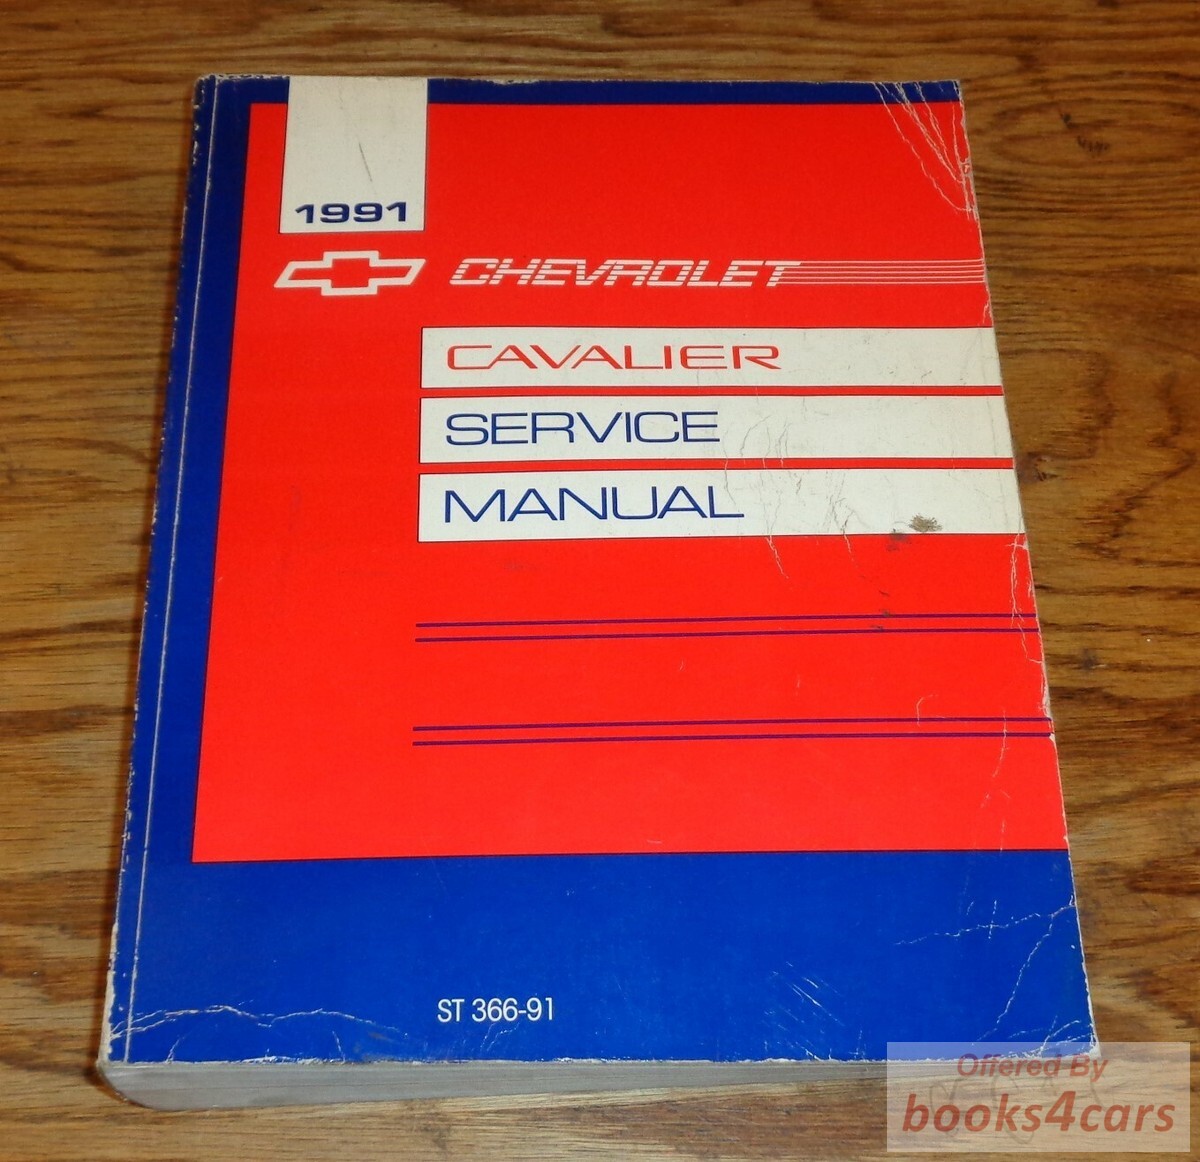 1991
CHEVROLET
CAVALIER
SERVICE
MANUAL
ST 366-91
Offered By
books4cars